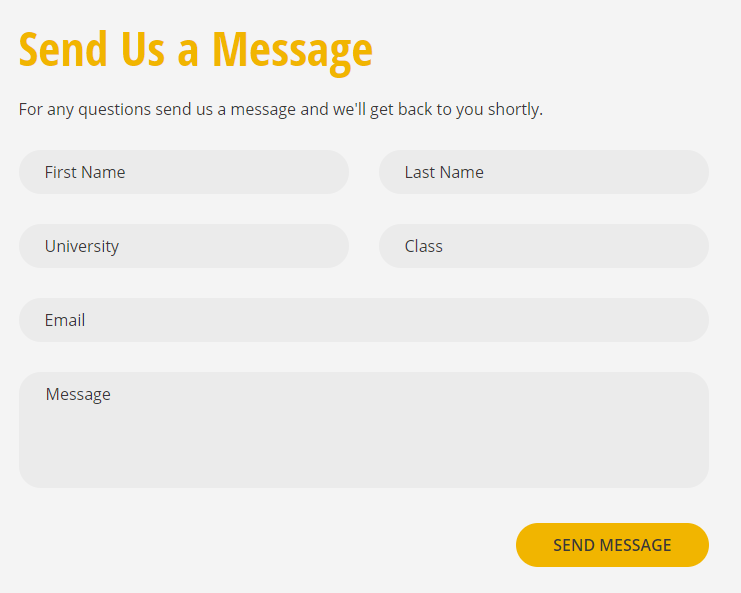 Send Us a Message
For any questions send us a message and we'll get back to you shortly.
First Name
Last Name
University
Class
Email
Message
SEND MESSAGE